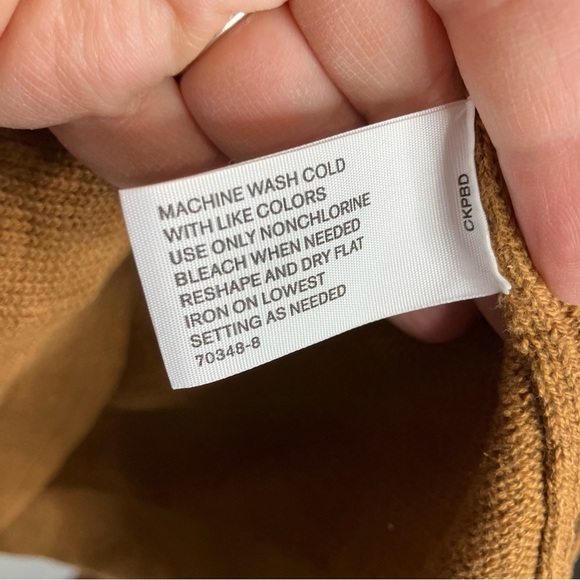 MACHINE WASH COLD
WITH LIKE COLORS
USE ONLY NONCHLORINE
BLEACH WHEN NEEDED
RESHAPE AND DRY FLAT
IRON ON LOWEST
SETTING AS NEEDED
70348-8
CKPBD